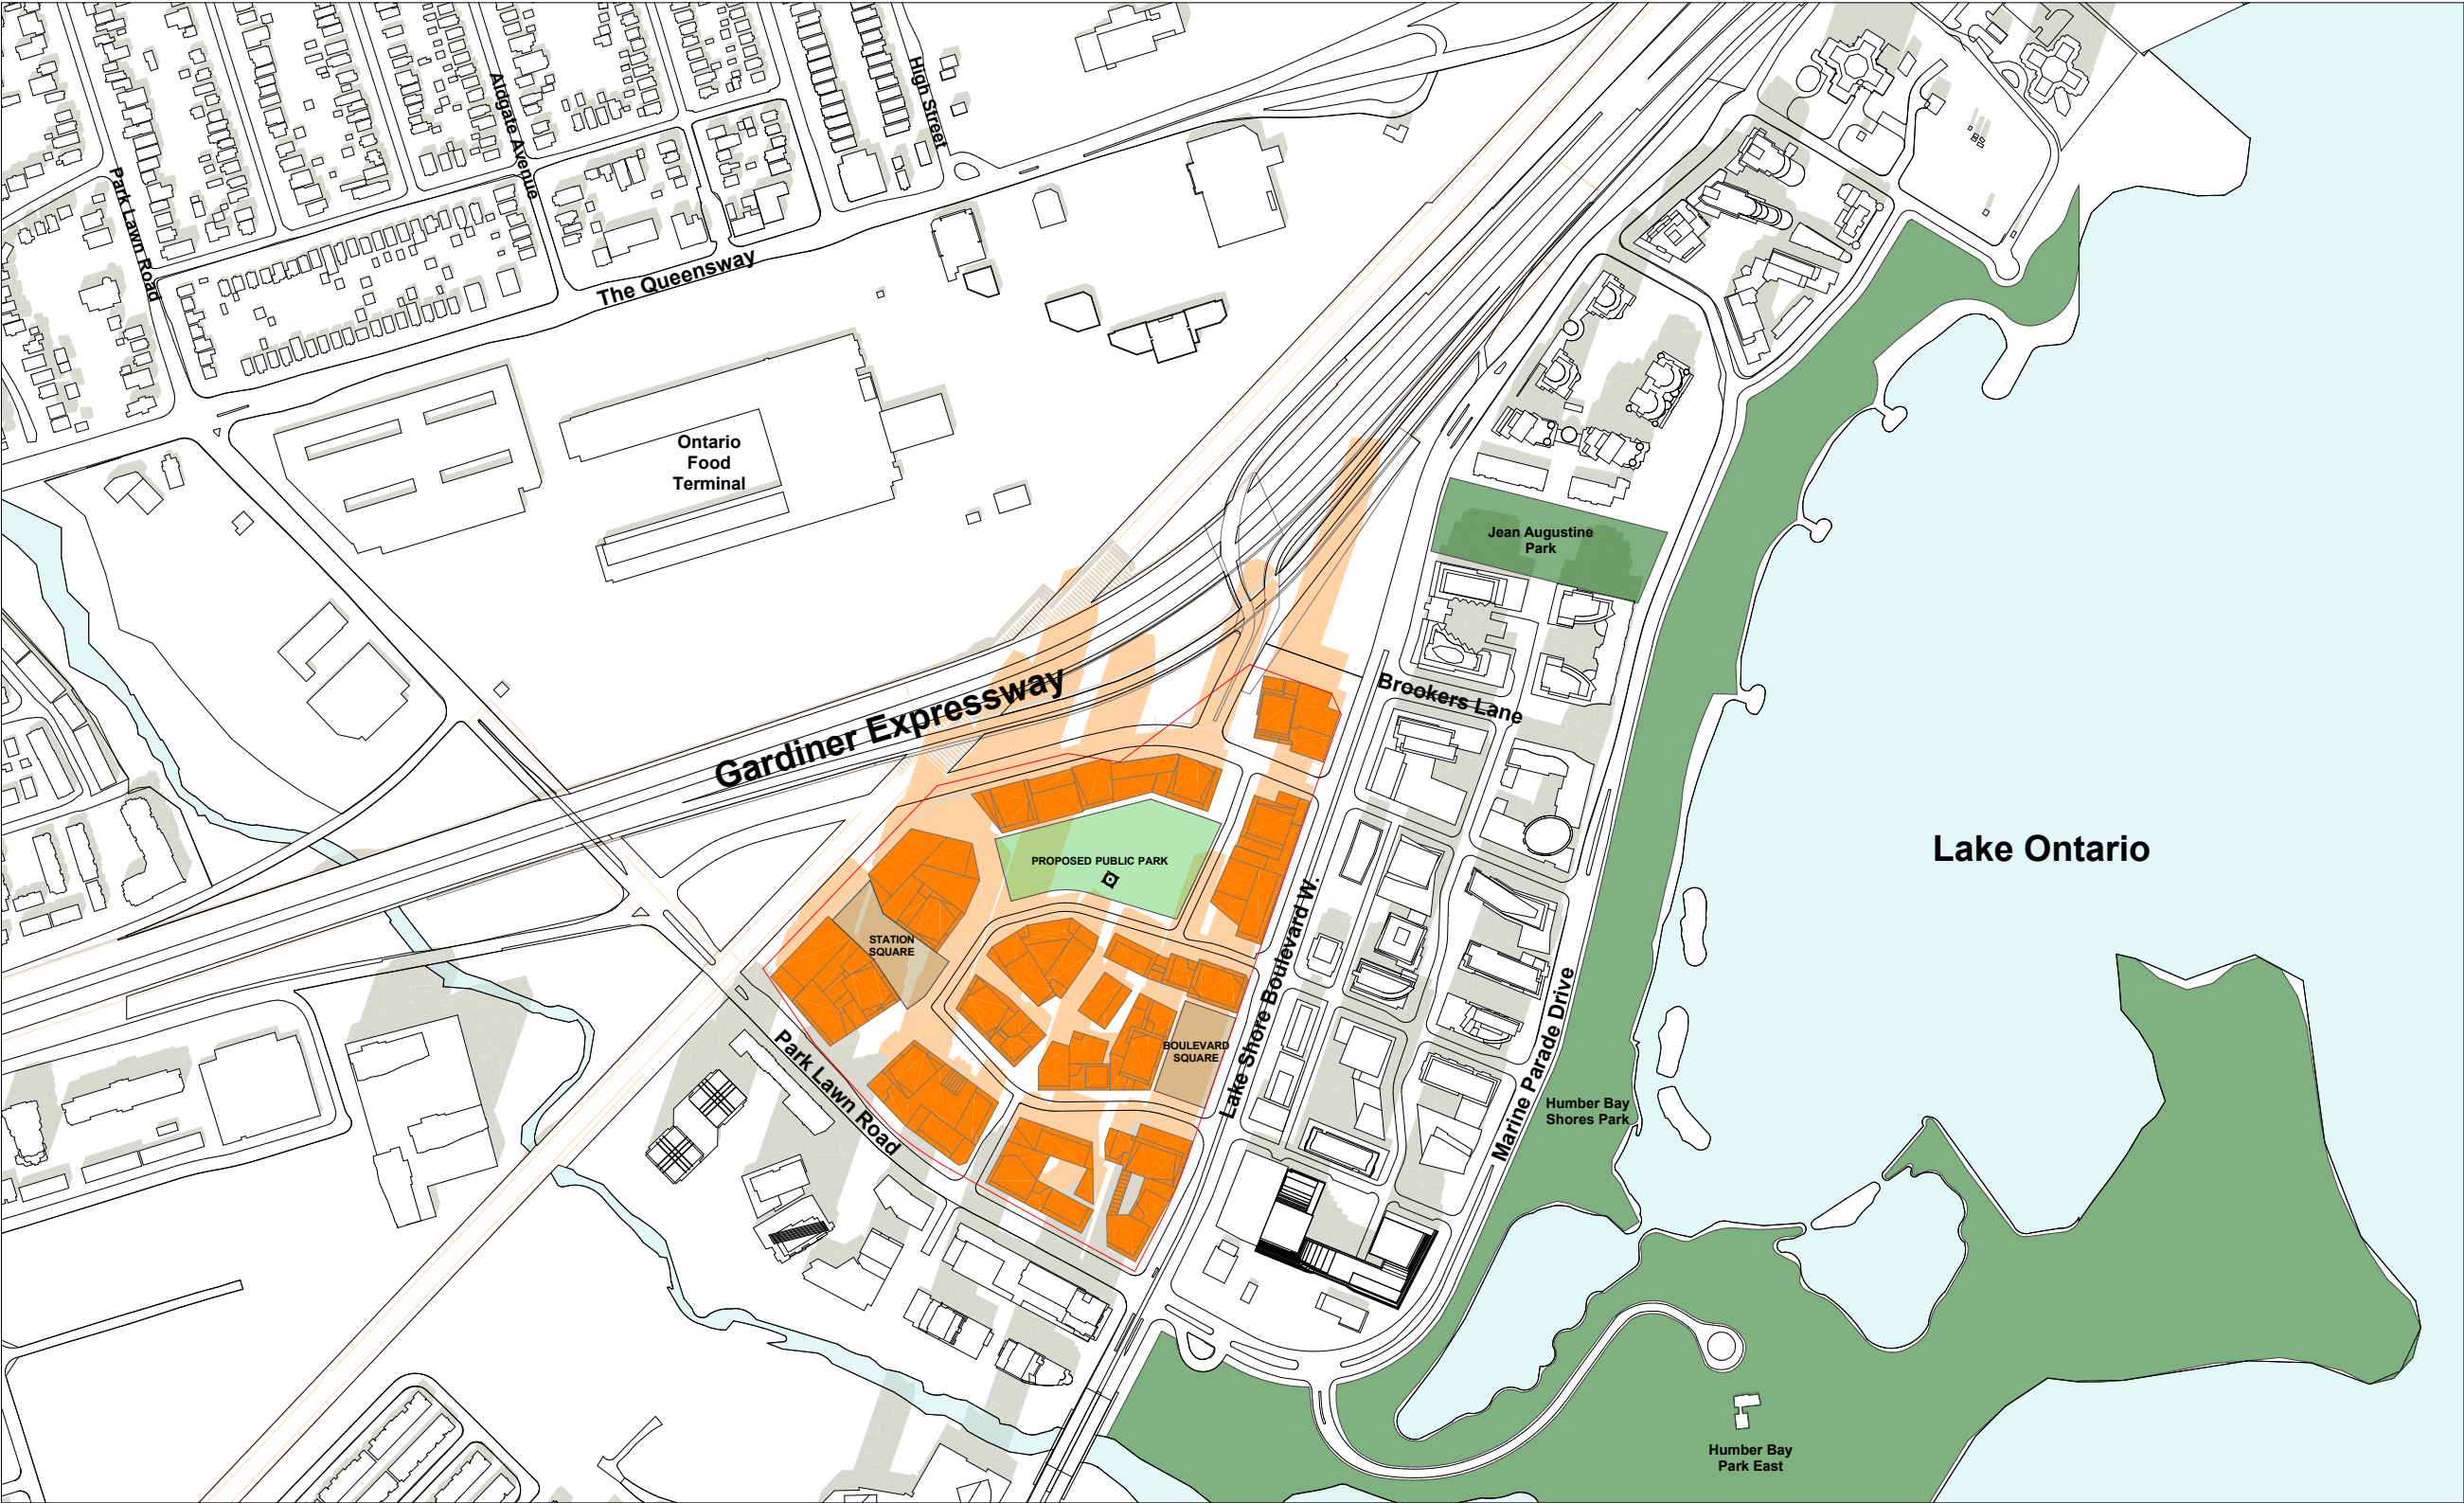 High Street
Aldgate Avenue
Park Lawn Road
The Queensway
Ontario
Food
Terminal
Jean Augustine
Park
Gardiner Expressway
Brookers Lane
Lake Ontario
PROPOSED PUBLIC PARK
STATION
SQUARE
Lake Shore Boulevard W.
BOULEVARD
SQUARE
Park Lawn Road
Marine Parade Drive
Humber Bay
Shores Park
Humber Bay
Park East